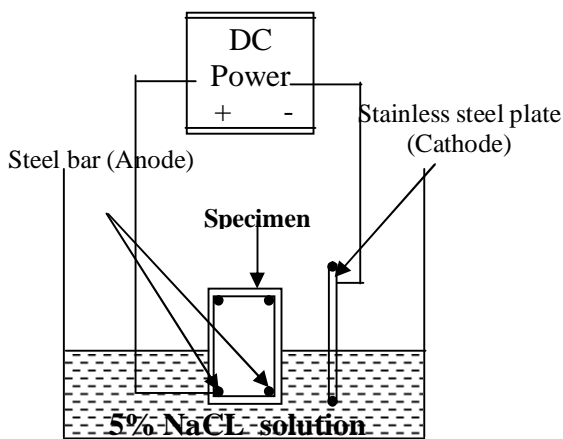 DC
Power
+ -
Stainless steel plate
(Cathode)
Steel bar (Anode)
Specimen
5% NaCL solution